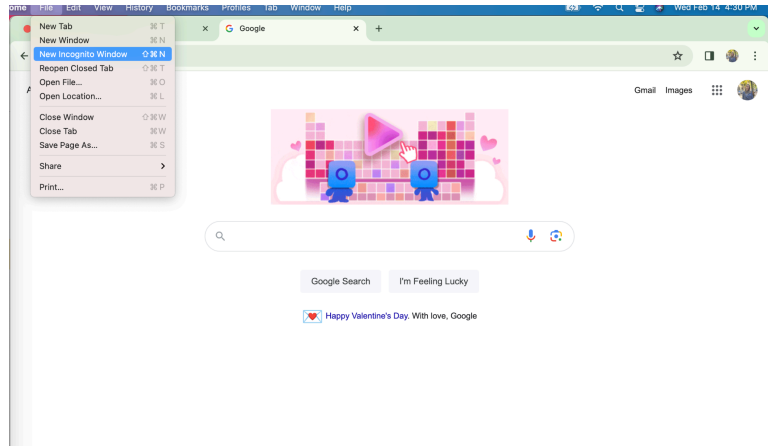 ome File Edit View History Bookmarks Profiles Tab Window Help Wed Feb 14 4:30 PM
New Tab ⌘ T
New Window ⌘ N
New Incognito Window ⇧ ⌘ N
Reopen Closed Tab ⇧ ⌘ T
Open File... ⌘ O
Open Location... ⌘ L
Close Window ⇧ ⌘ W
Close Tab ⌘ W
Save Page As... ⌘ S
Share
Print... ⌘ P
Google
Gmail Images
Google Search I'm Feeling Lucky
Happy Valentine's Day. With love, Google